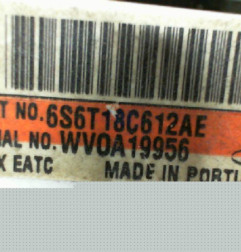 T NO. 6S6T18C612AE
IAL NO. WVOA19956
X EATC MADE IN PORTU